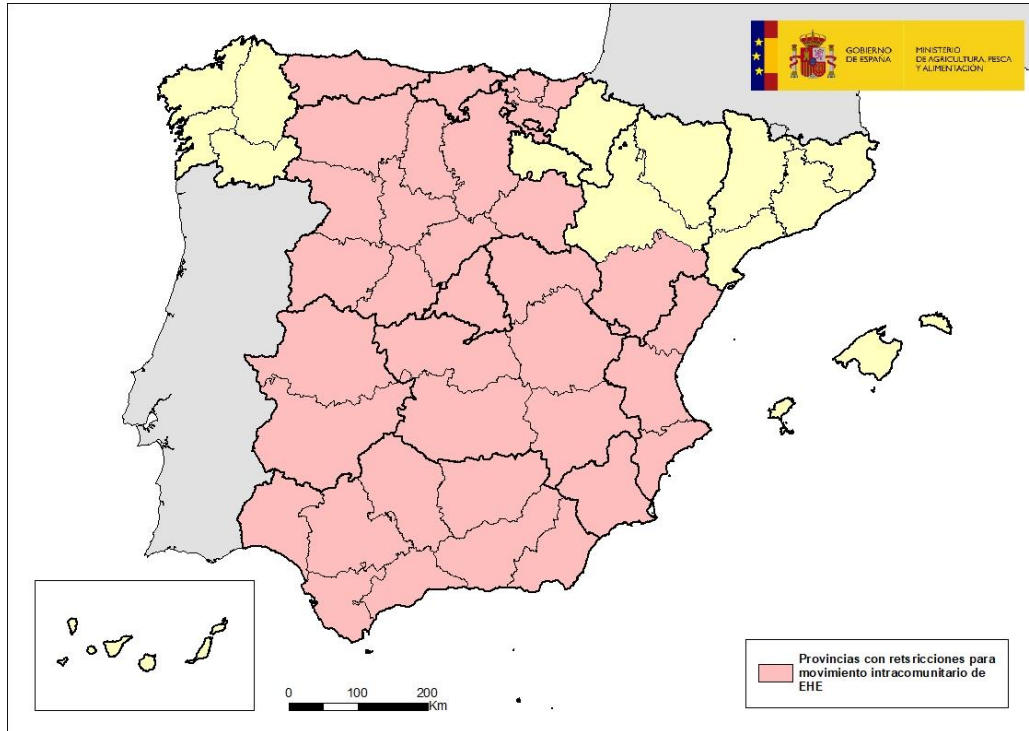 GOBIERNO
DE ESPAÑA
MINISTERIO
DE AGRICULTURA, PESCA
Y ALIMENTACIÓN
Provincias con retsricciones para
movimiento intracomunitario de
EHE
0 100 200
Km